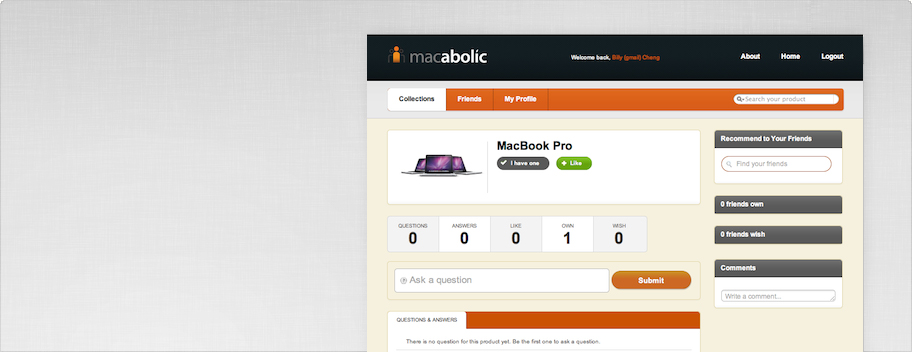 macabolic
Welcome back, Billy (gmail) Cheng
About Home Logout
Collections Friends My Profile
Search your product
MacBook Pro
I have one
Like
QUESTIONS ANSWERS LIKE OWN WISH
0 0 0 1 0
Ask a question
Submit
QUESTIONS & ANSWERS
There is no question for this product yet. Be the first one to ask a question.
Recommend to Your Friends
Find your friends
0 friends own
0 friends wish
Comments
Write a comment...